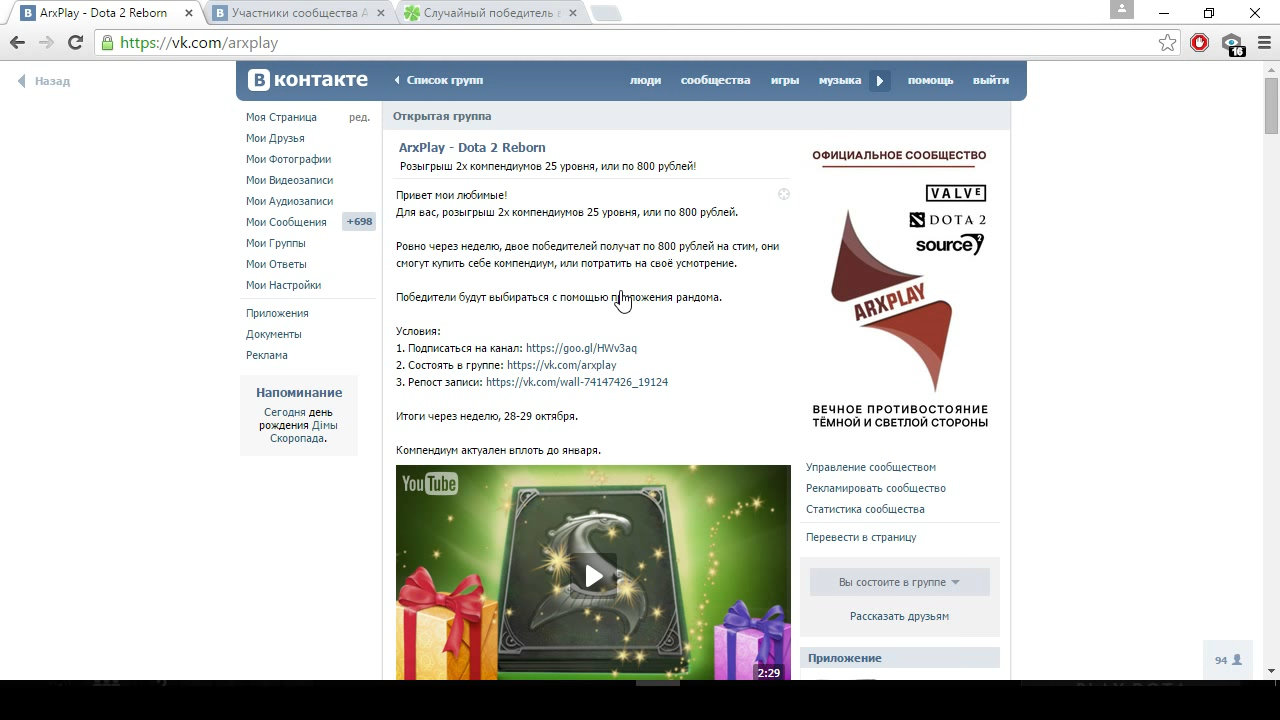 ArxPlay - Dota 2 Reborn
Участники сообщества A
Случайный победитель в
https://vk.com/arxplay
16
Назад
В контакте
Список групп
люди
сообщества
игры
музыка
помощь
выйти
Моя Страница
ред.
Мои Друзья
Мои Фотографии
Мои Видеозаписи
Мои Аудиозаписи
Мои Сообщения
+698
Мои Группы
Мои Ответы
Мои Настройки
Приложения
Документы
Реклама
Напоминание
Сегодня день
рождения Дімы
Скоропада.
Открытая группа
ArxPlay - Dota 2 Reborn
Розыгрыш 2х компендиумов 25 уровня, или по 800 рублей!
Привет мои любимые!
Для вас, розыгрыш 2х компендиумов 25 уровня, или по 800 рублей.
Ровно через неделю, двое победителей получат по 800 рублей на стим, они
смогут купить себе компендиум, или потратить на своё усмотрение.
Победители будут выбираться с помощью приложения рандома.
Условия:
1. Подписаться на канал: https://goo.gl/HWv3aq
2. Состоять в группе: https://vk.com/arxplay
3. Репост записи: https://vk.com/wall-74147426_19124
Итоги через неделю, 28-29 октября.
Компендиум актуален вплоть до января.
YouTube
2:29
ОФИЦИАЛЬНОЕ СООБЩЕСТВО
VALVE
DOTA 2
source2
ARXPLAY
ВЕЧНОЕ ПРОТИВОСТОЯНИЕ
ТЁМНОЙ И СВЕТЛОЙ СТОРОНЫ
Управление сообществом
Рекламировать сообщество
Статистика сообщества
Перевести в страницу
Вы состоите в группе
Рассказать друзьям
Приложение
94